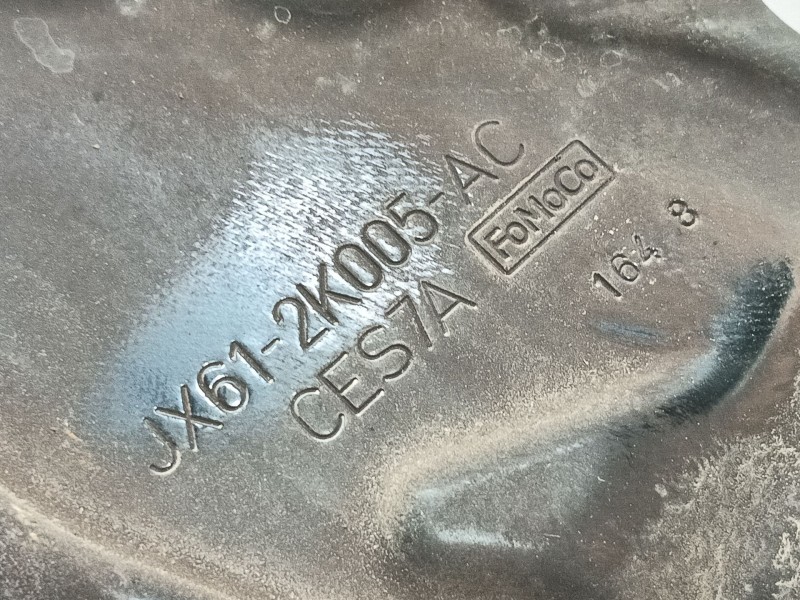 JX61-2K005-AC
CES7A
FoMoCo
164 8